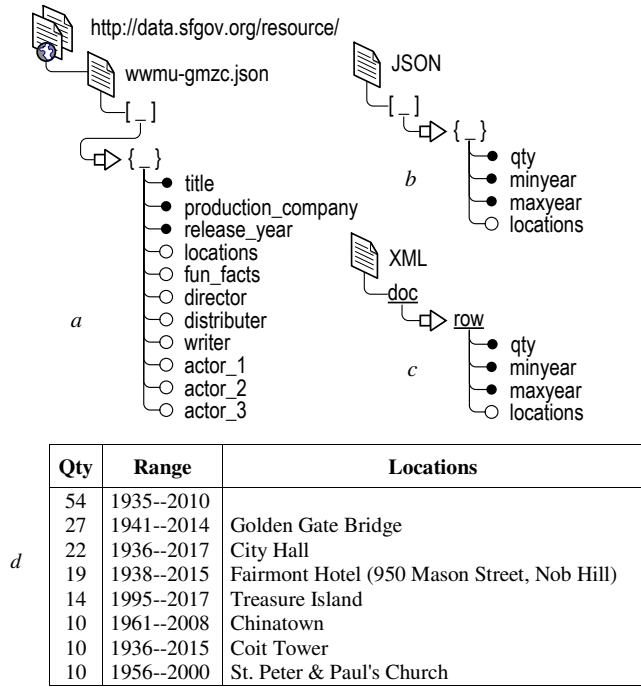 http://data.sfgov.org/resource/
wwmu-gmzc.json
[ _ ]
{ _ }
title
production_company
release_year
locations
fun_facts
director
distributer
writer
actor_1
actor_2
actor_3
a
JSON
[ _ ]
{ _ }
qty
minyear
maxyear
locations
b
XML
doc
row
qty
minyear
maxyear
locations
c
Qty Range Locations
54 1935--2010
27 1941--2014 Golden Gate Bridge
22 1936--2017 City Hall
19 1938--2015 Fairmont Hotel (950 Mason Street, Nob Hill)
14 1995--2017 Treasure Island
10 1961--2008 Chinatown
10 1936--2015 Coit Tower
10 1956--2000 St. Peter & Paul's Church
d